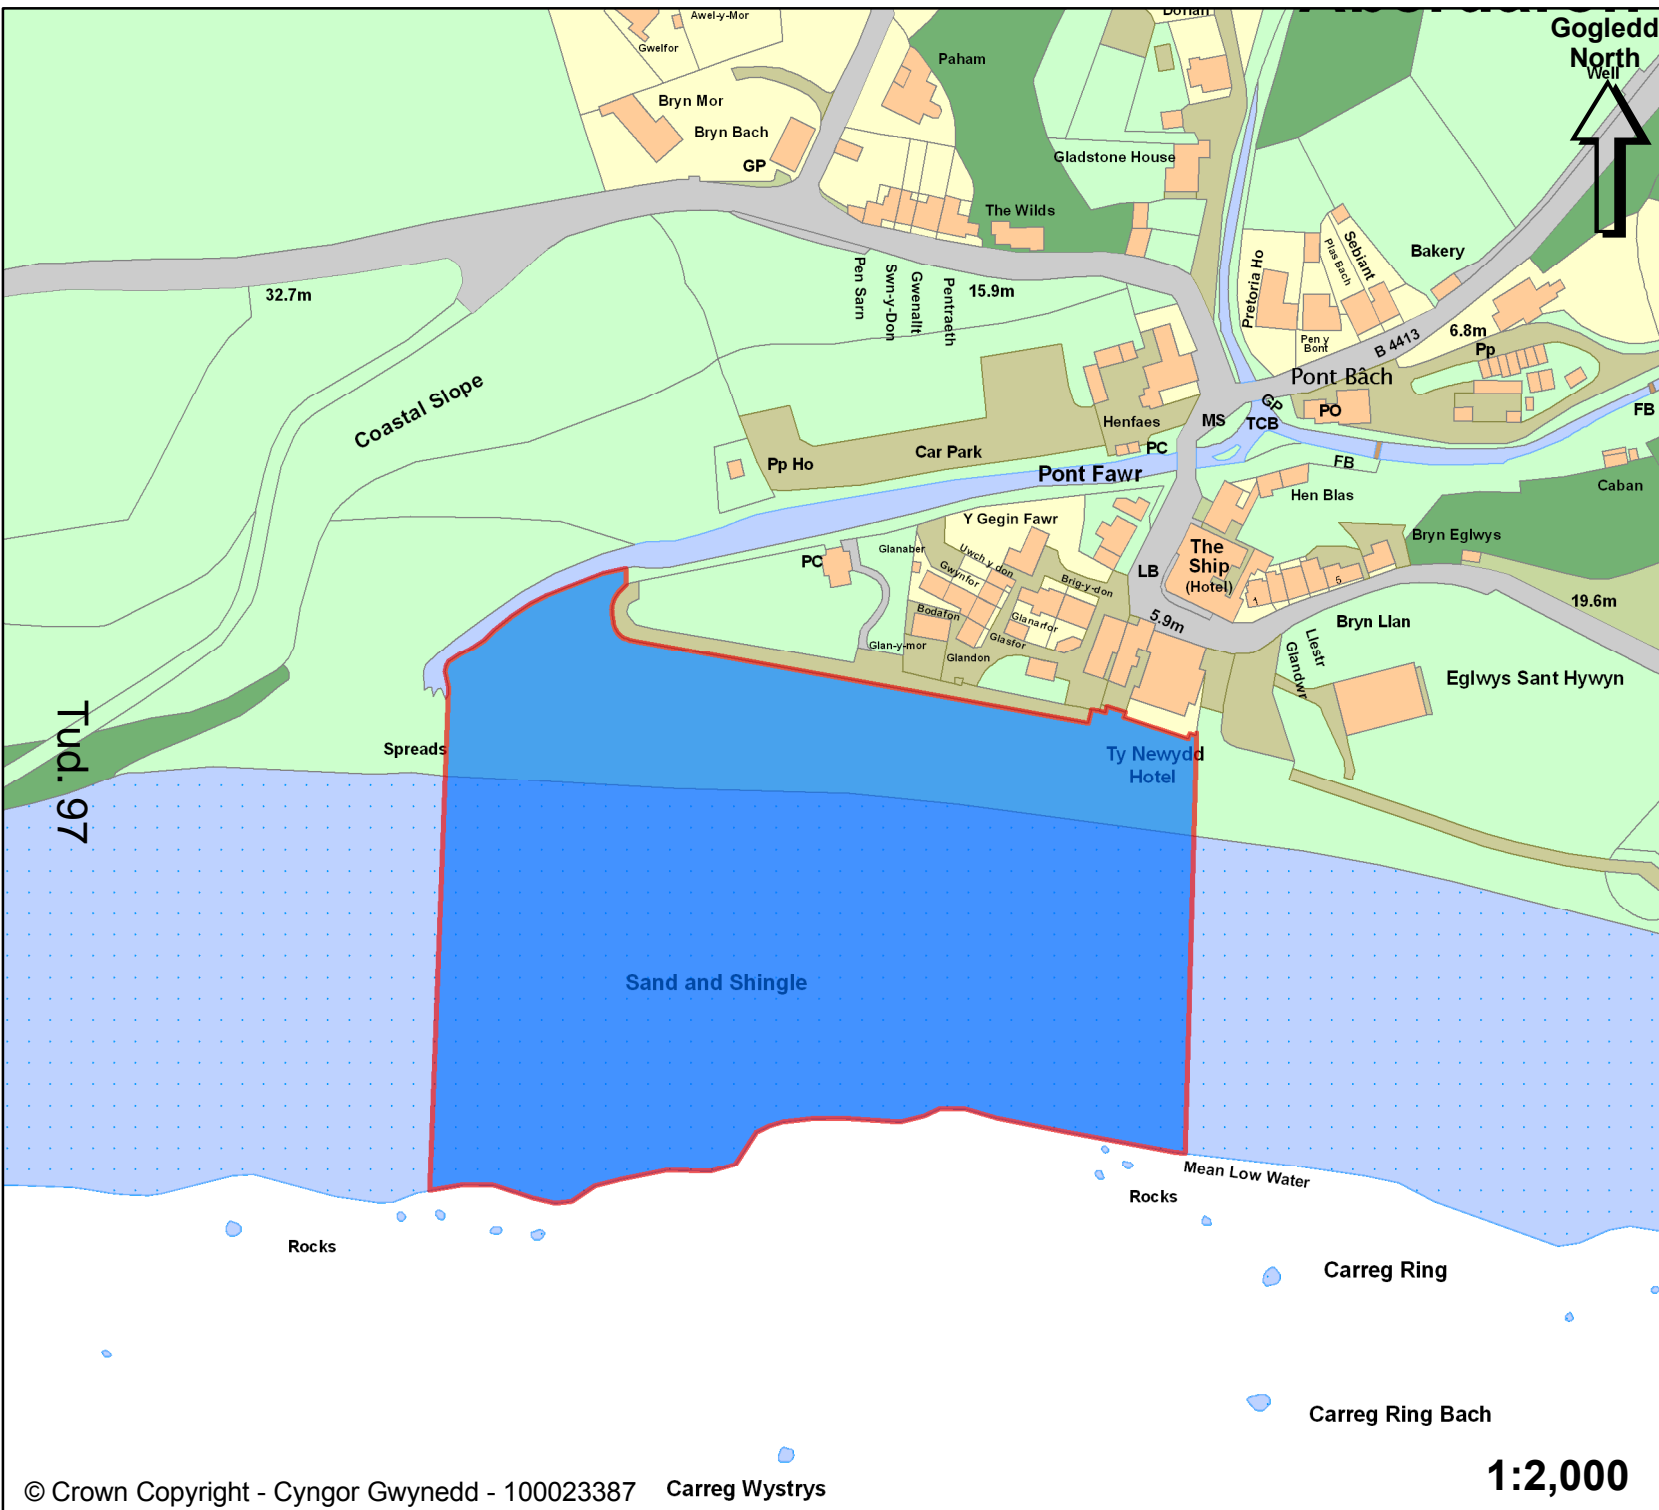 Awel-y-Mor
Gwelfor
Bryn Mor
Bryn Bach
GP
Paham
Gladstone House
The Wilds
Gogledd
North
Well
32.7m
Pen Sarn
Swn-y-Don
Gwenallt
Pentraeth
15.9m
Pretoria Ho
Plas Bach
Sebiant
Bakery
Pen y
Bont
B 4413
6.8m
Pp
Pont Bâch
GP
PO
MS
TCB
FB
FB
Coastal Slope
Henfaes
PC
Car Park
Pp Ho
Pont Fawr
Hen Blas
Caban
Y Gegin Fawr
Glanaber
Uwch y don
Gwynfor
Brig-y-don
PC
The
Ship
(Hotel)
LB
1
5
Bryn Eglwys
Bodafon
Glanarfor
Glasfor
Glan-y-mor
Glandon
5.9m
Bryn Llan
19.6m
Llestr
Glandwr
Eglwys Sant Hywyn
Tud. 97
Spreads
Ty Newydd
Hotel
Sand and Shingle
Mean Low Water
Rocks
Rocks
Carreg Ring
Carreg Ring Bach
Carreg Wystrys
1:2,000
© Crown Copyright - Cyngor Gwynedd - 100023387